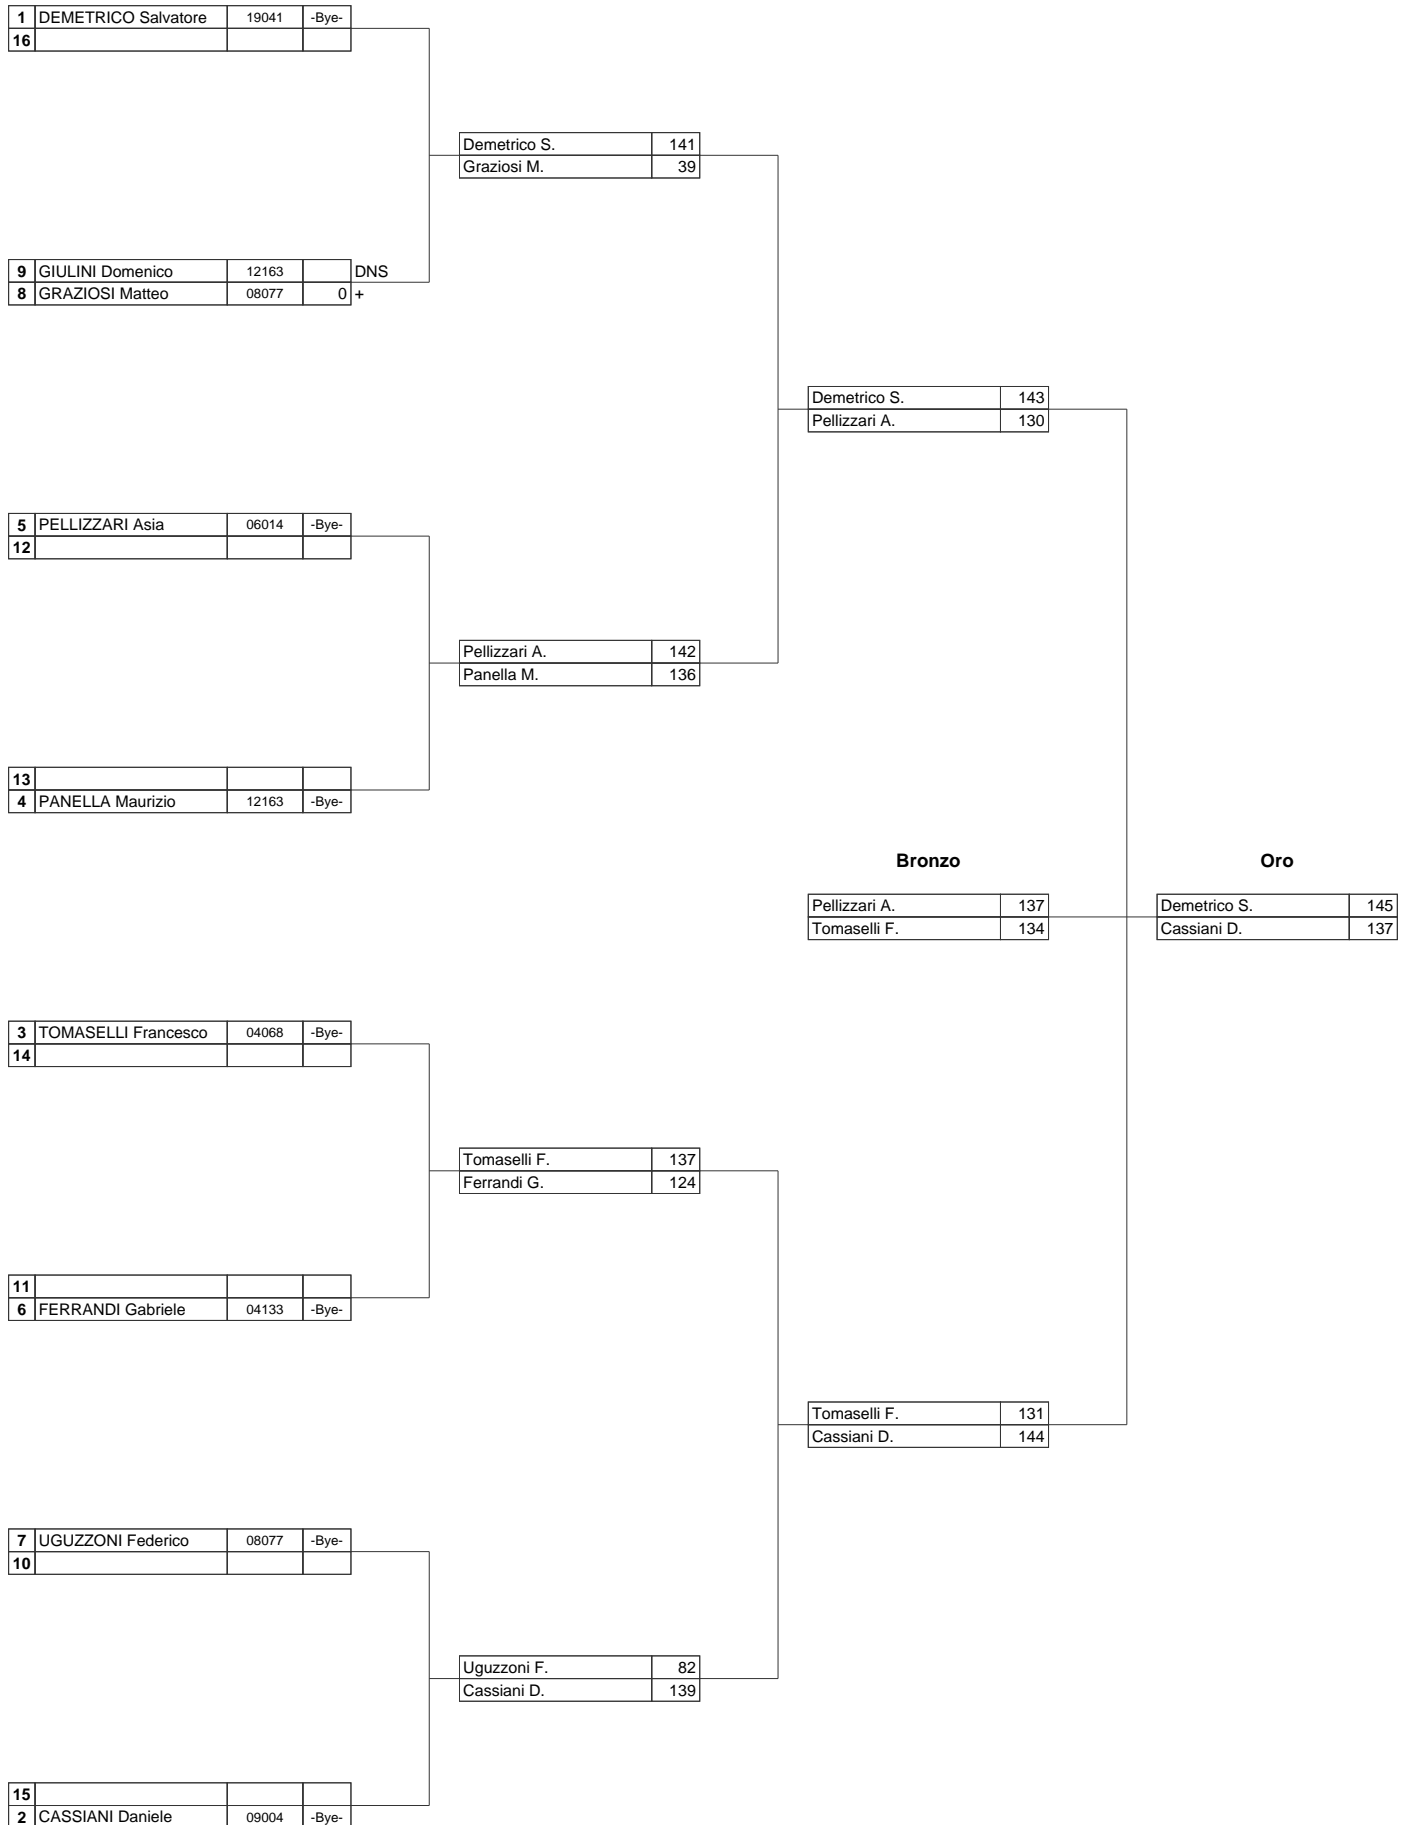 1 DEMETRICO Salvatore 19041 -Bye-
16
Demetrico S. 141
Graziosi M. 39
9 GIULINI Domenico 12163 DNS
8 GRAZIOSI Matteo 08077 0 +
Demetrico S. 143
Pellizzari A. 130
5 PELLIZZARI Asia 06014 -Bye-
12
Pellizzari A. 142
Panella M. 136
13
4 PANELLA Maurizio 12163 -Bye-
Bronzo Oro
Pellizzari A. 137 Demetrico S. 145
Tomaselli F. 134 Cassiani D. 137
3 TOMASELLI Francesco 04068 -Bye-
14
Tomaselli F. 137
Ferrandi G. 124
11
6 FERRANDI Gabriele 04133 -Bye-
Tomaselli F. 131
Cassiani D. 144
7 UGUZZONI Federico 08077 -Bye-
10
Uguzzoni F. 82
Cassiani D. 139
15
2 CASSIANI Daniele 09004 -Bye-